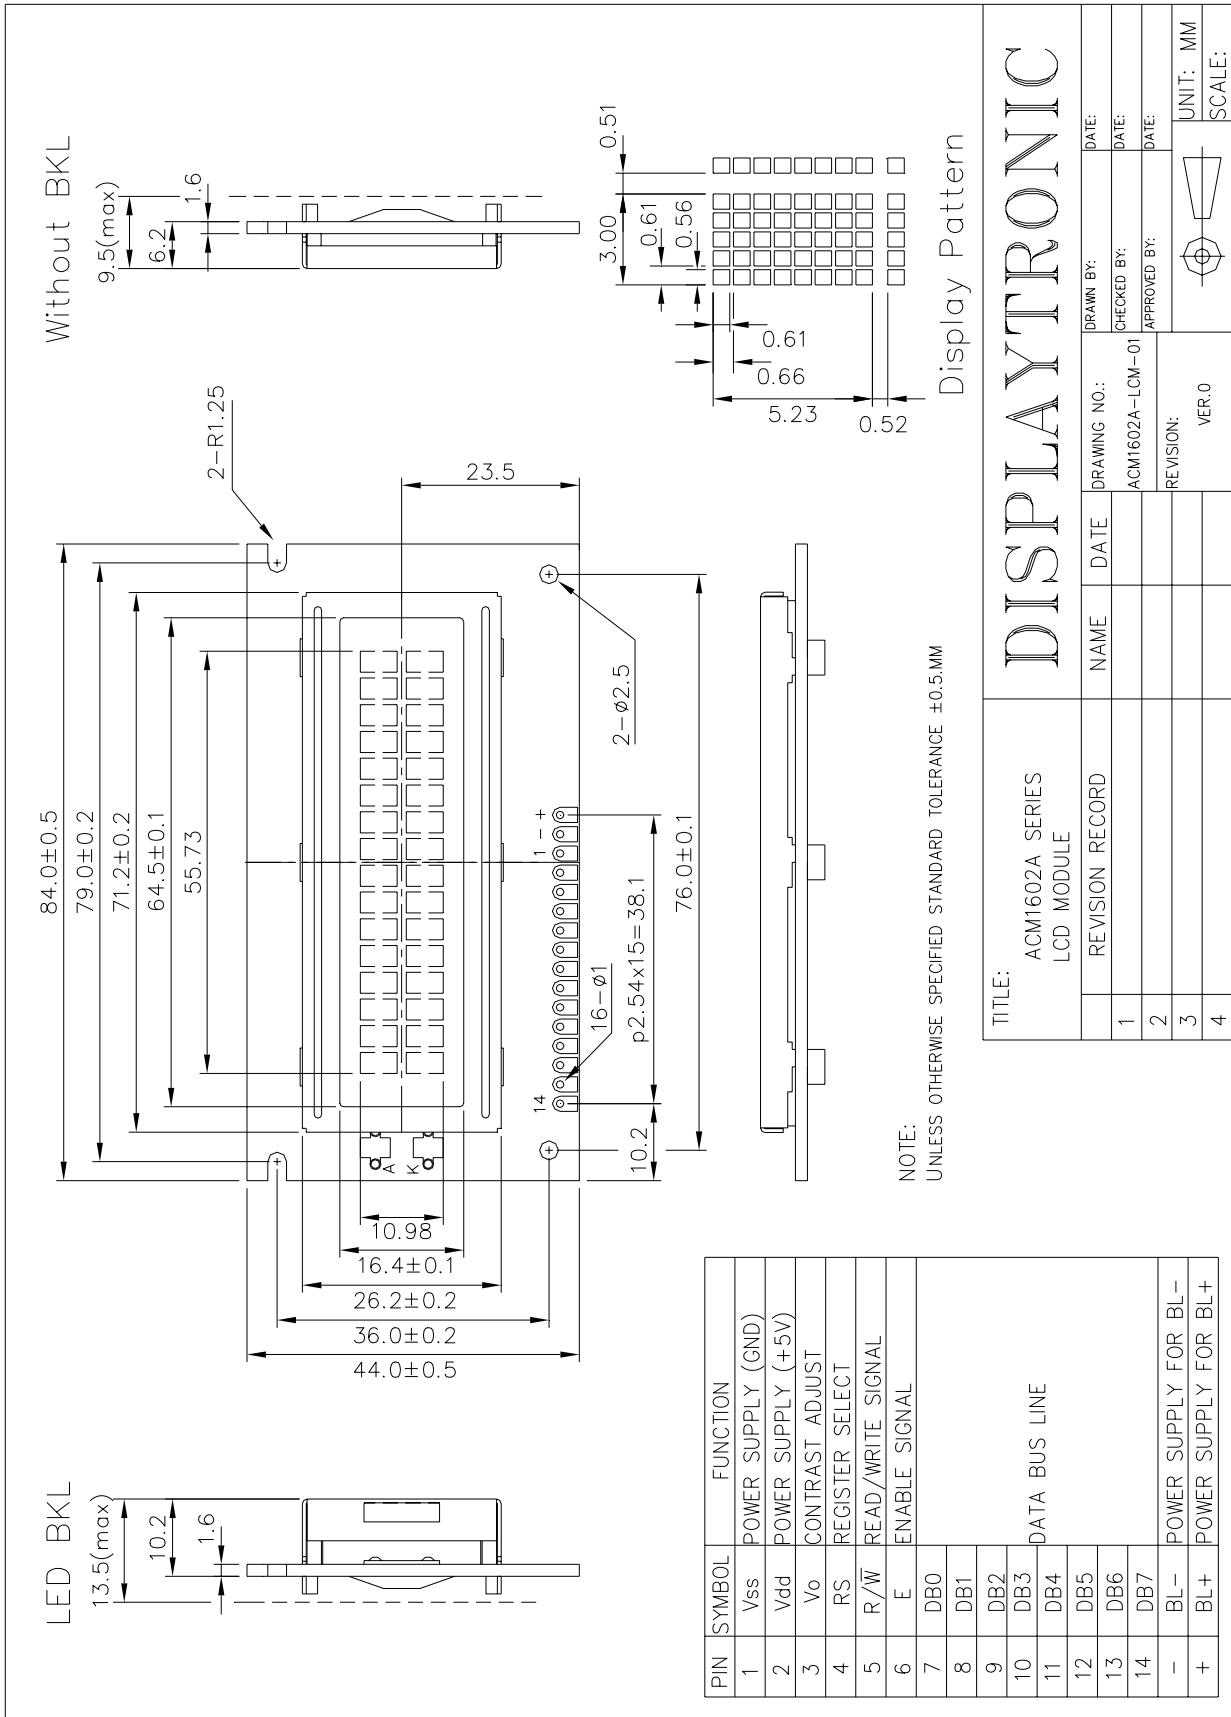 LED BKL
13.5(max)
10.2
1.6
84.0±0.5
79.0±0.2
71.2±0.2
64.5±0.1
55.73
2-R1.25
23.5
A
K
10.98
16.4±0.1
26.2±0.2
36.0±0.2
44.0±0.5
14
1 - +
16-ø1
p2.54x15=38.1
10.2
2-ø2.5
76.0±0.1
Without BKL
9.5(max)
6.2
1.6
3.00
0.51
0.61
0.56
0.61
0.66
5.23
0.52
Display Pattern
PIN SYMBOL FUNCTION
1 Vss POWER SUPPLY (GND)
2 Vdd POWER SUPPLY (+5V)
3 Vo CONTRAST ADJUST
4 RS REGISTER SELECT
5 R/W̅ READ/WRITE SIGNAL
6 E ENABLE SIGNAL
7 DB0
8 DB1
9 DB2
10 DB3
11 DB4
DATA BUS LINE
12 DB5
13 DB6
14 DB7
- BL- POWER SUPPLY FOR BL-
+ BL+ POWER SUPPLY FOR BL+
NOTE:
UNLESS OTHERWISE SPECIFIED STANDARD TOLERANCE ±0.5.MM
TITLE:
ACM1602A SERIES
LCD MODULE
DISPLAYTRONIC
REVISION RECORD NAME DATE
1
2
3
4
DRAWING NO.:
ACM1602A-LCM-01
REVISION:
VER.0
DRAWN BY: DATE:
CHECKED BY: DATE:
APPROVED BY: DATE:
UNIT: MM
SCALE: